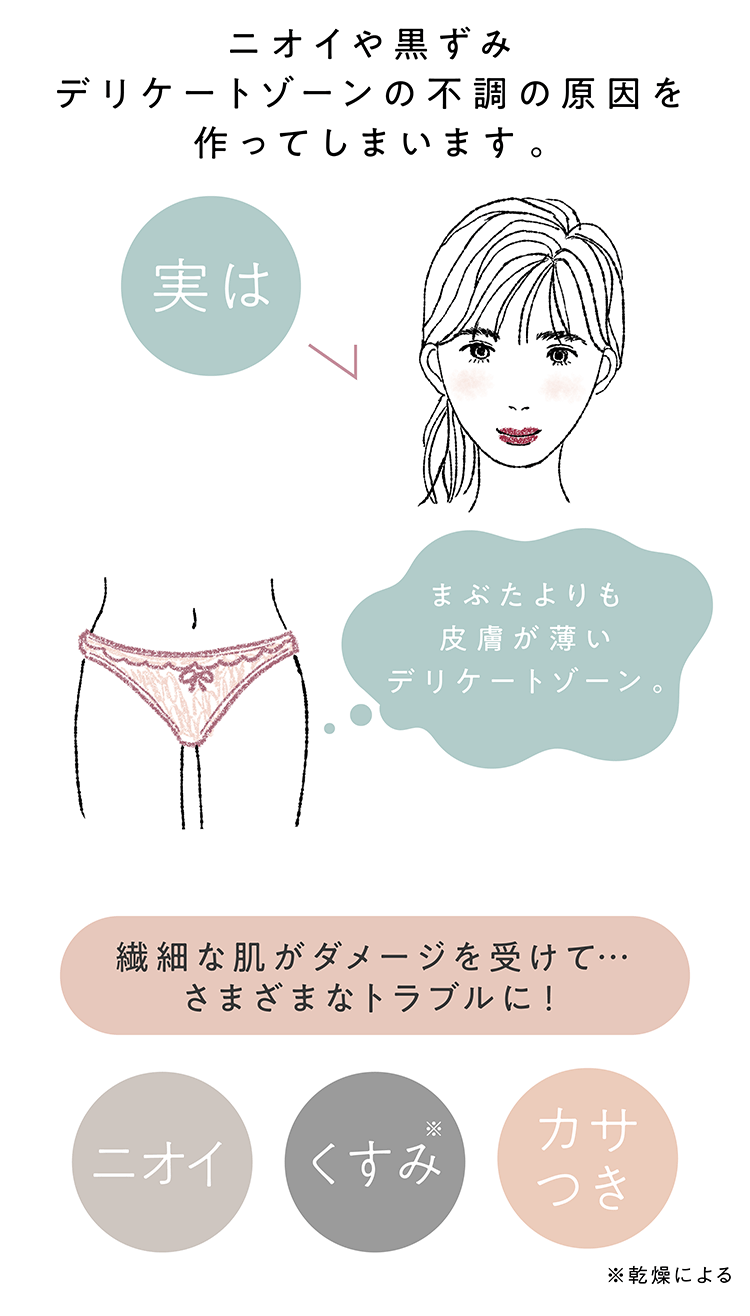 ニオイや黒ずみ
デリケートゾーンの不調の原因を
作ってしまいます。
実は
まぶたよりも
皮膚が薄い
デリケートゾーン。
繊細な肌がダメージを受けて…
さまざまなトラブルに!
ニオイ
くすみ※
カサ
つき
※乾燥による